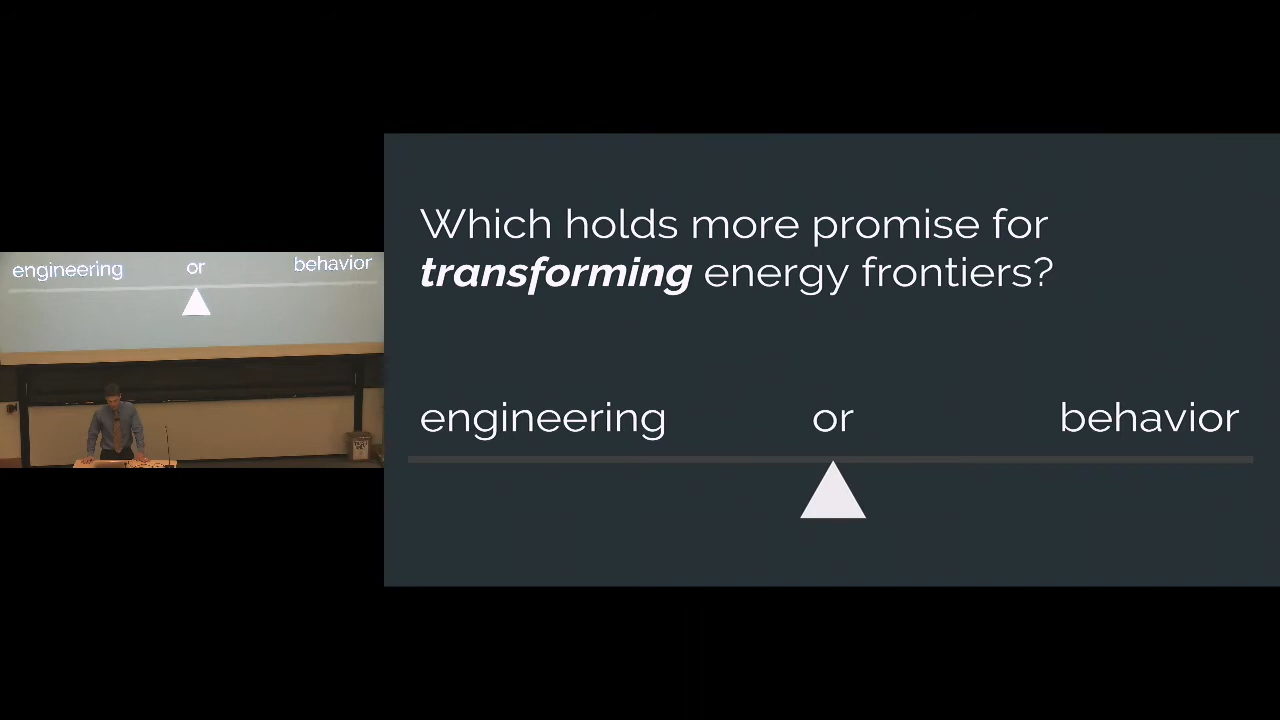 engineering or behavior
Which holds more promise for
transforming energy frontiers?
engineering or behavior